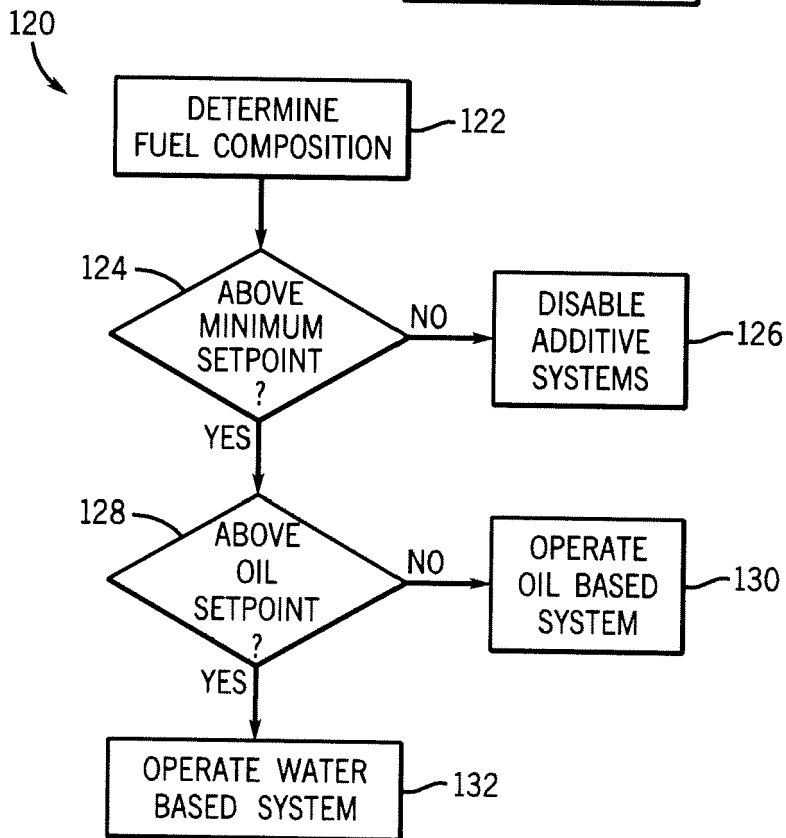 120
DETERMINE
FUEL COMPOSITION
122
124
ABOVE
MINIMUM
SETPOINT
?
NO
DISABLE
ADDITIVE
SYSTEMS
126
YES
128
ABOVE
OIL
SETPOINT
?
NO
OPERATE
OIL BASED
SYSTEM
130
YES
OPERATE WATER
BASED SYSTEM
132